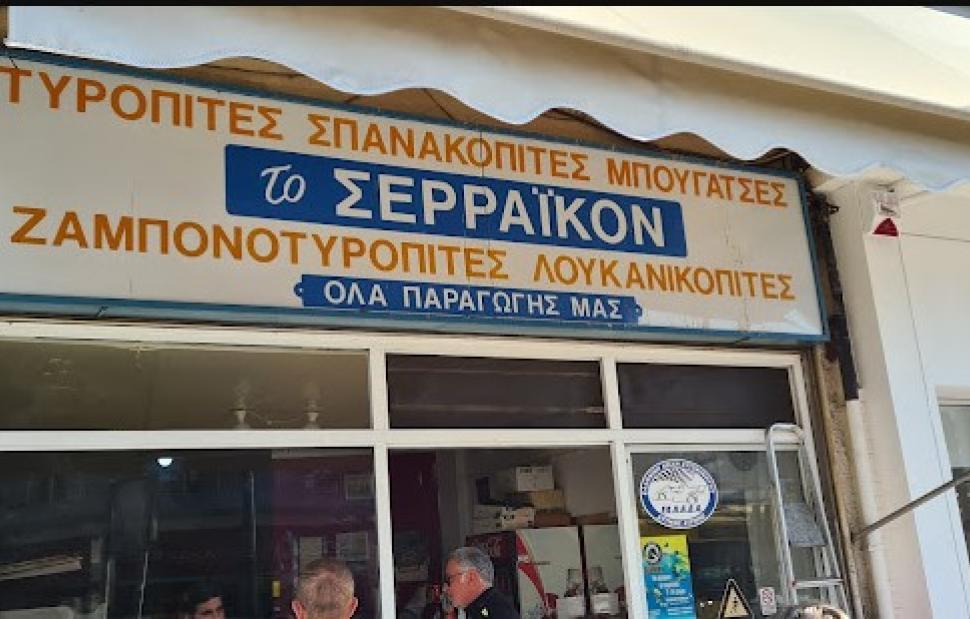 ΤΥΡΟΠΙΤΕΣ ΣΠΑΝΑΚΟΠΙΤΕΣ ΜΠΟΥΓΑΤΣΕΣ
το ΣΕΡΡΑΪΚΟΝ
ΖΑΜΠΟΝΟΤΥΡΟΠΙΤΕΣ ΛΟΥΚΑΝΙΚΟΠΙΤΕΣ
ΟΛΑ ΠΑΡΑΓΩΓΗΣ ΜΑΣ